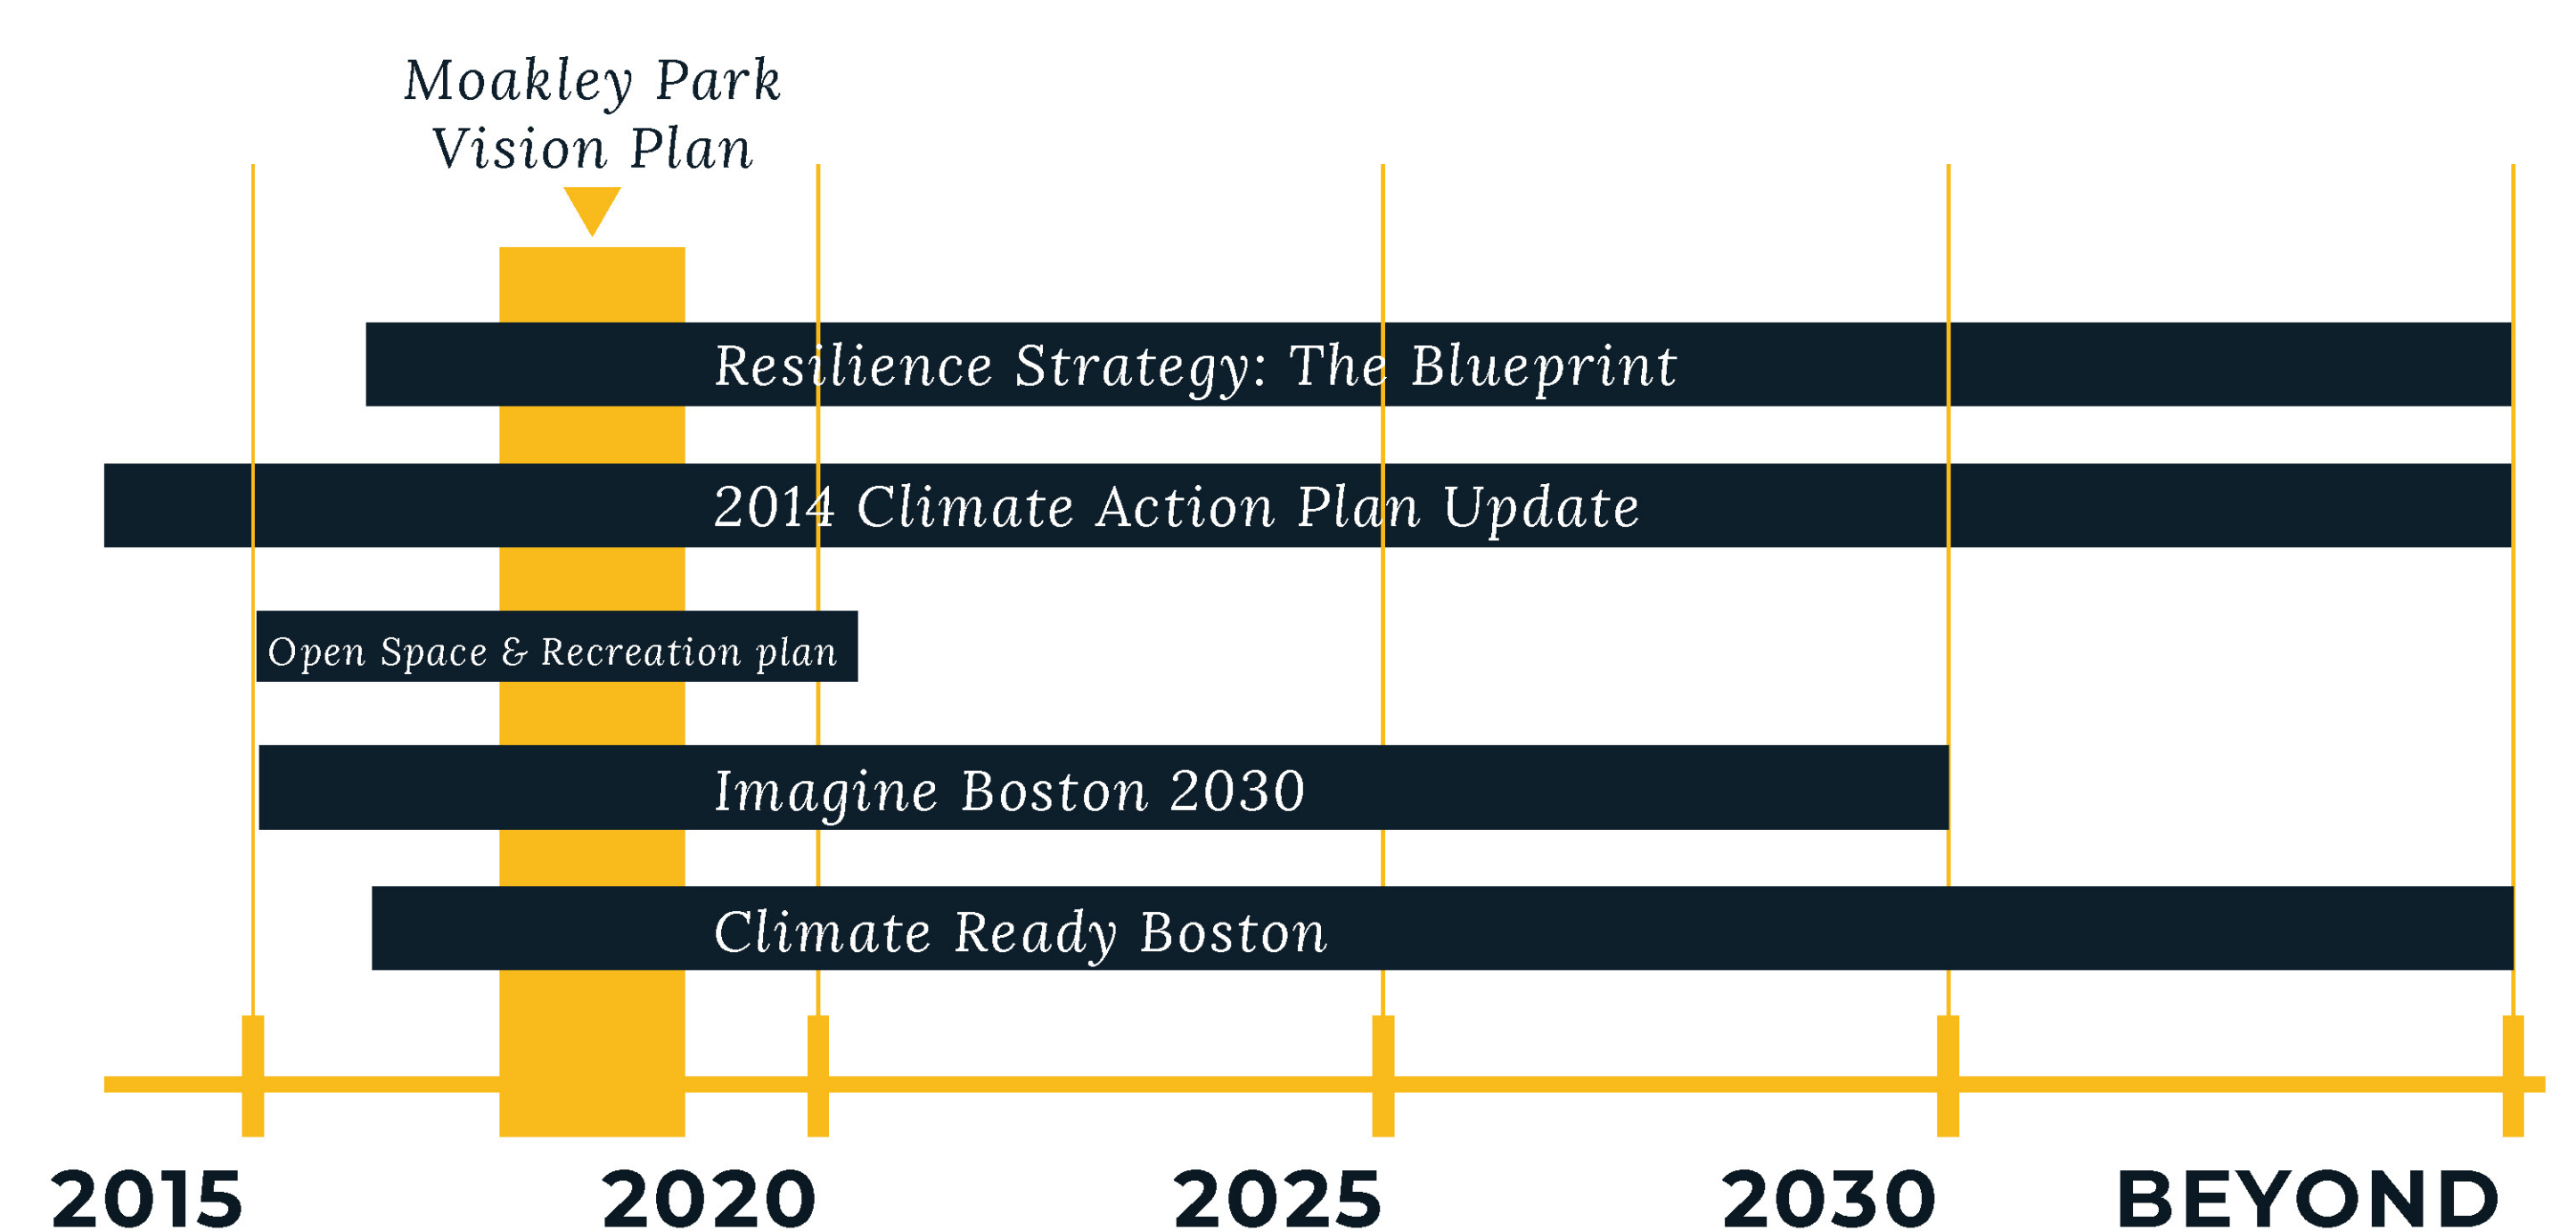 Moakley Park
Vision Plan
Resilience Strategy: The Blueprint
2014 Climate Action Plan Update
Open Space & Recreation plan
Imagine Boston 2030
Climate Ready Boston
2015 2020 2025 2030 BEYOND